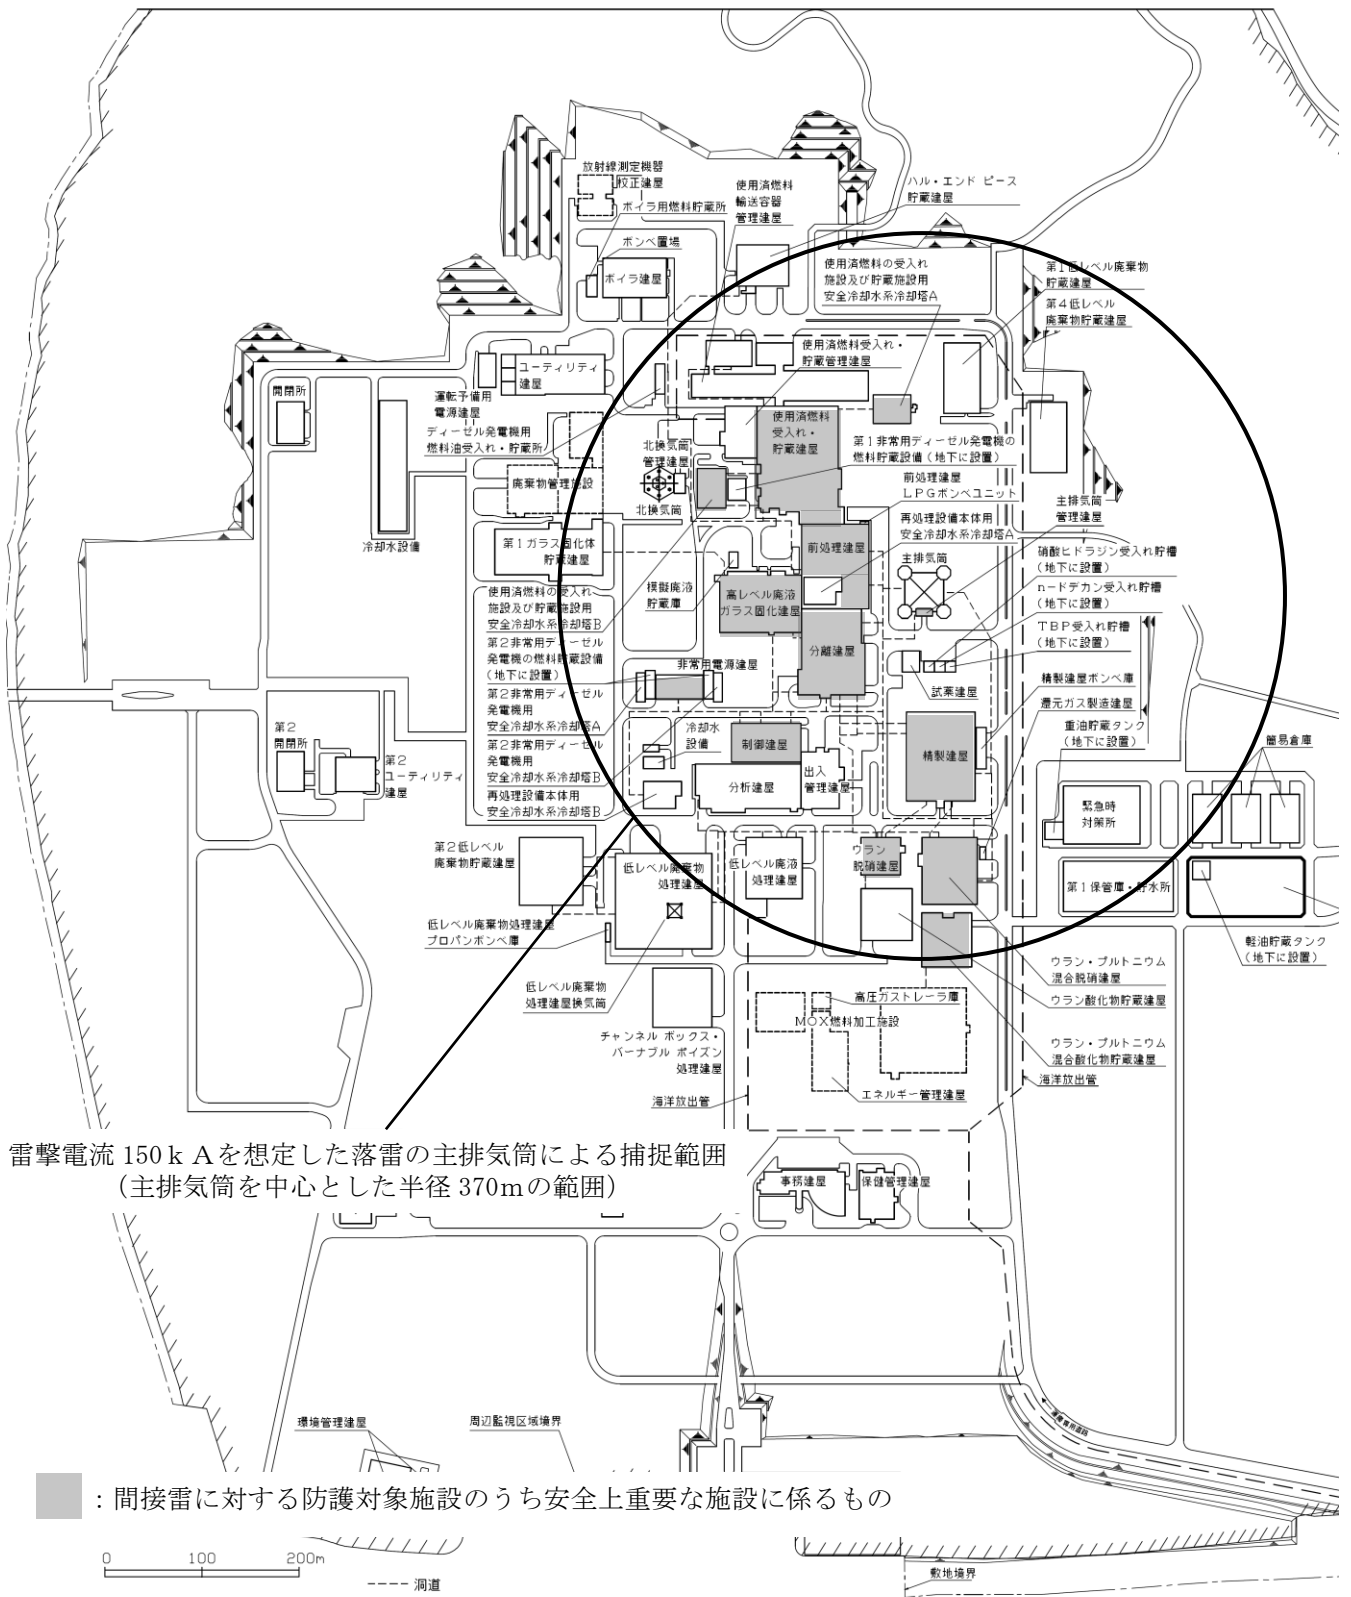 放射線測定機器
校正建屋
ボイラ用燃料貯蔵所
ボンベ置場
ボイラ建屋
使用済燃料
輸送容器
管理建屋
ハル・エンド ピース
貯蔵建屋
使用済燃料の受入れ
施設及び貯蔵施設用
安全冷却水系冷却塔A
第1低レベル廃棄物
貯蔵建屋
第4低レベル
廃棄物貯蔵建屋
使用済燃料受入れ・
貯蔵管理建屋
ユーティリティ
建屋
開閉所
運転予備用
電源建屋
ディーゼル発電機用
燃料油受入れ・貯蔵所
使用済燃料
受入れ・
貯蔵建屋
第1非常用ディーゼル発電機の
燃料貯蔵設備(地下に設置)
北換気筒
管理建屋
廃棄物管理施設
北換気筒
前処理建屋
LPGボンベユニット
主排気筒
管理建屋
再処理設備本体用
安全冷却水系冷却塔A
冷却水設備
第1ガラス固化体
貯蔵建屋
前処理建屋
主排気筒
硝酸ヒドラジン受入れ貯槽
(地下に設置)
模擬廃液
貯蔵庫
高レベル廃液
ガラス固化建屋
n-ドデカン受入れ貯槽
(地下に設置)
使用済燃料の受入れ
施設及び貯蔵施設用
安全冷却水系冷却塔B
TBP受入れ貯槽
(地下に設置)
第2非常用ディーゼル
発電機の燃料貯蔵設備
(地下に設置)
非常用電源建屋
分離建屋
試薬建屋
精製建屋ボンベ庫
還元ガス製造建屋
第2非常用ディーゼル
発電機用
安全冷却水系冷却塔A
重油貯蔵タンク
(地下に設置)
簡易倉庫
第2
開閉所
第2
ユーティリティ
建屋
第2非常用ディーゼル
発電機用
安全冷却水系冷却塔B
冷却水
設備
制御建屋
精製建屋
再処理設備本体用
安全冷却水系冷却塔B
分析建屋
出入
管理建屋
緊急時
対策所
第2低レベル
廃棄物貯蔵建屋
低レベル廃棄物
処理建屋
低レベル廃液
処理建屋
ウラン
脱硝建屋
第1保管庫・貯水所
低レベル廃棄物処理建屋
プロパンボンベ庫
軽油貯蔵タンク
(地下に設置)
ウラン・プルトニウム
混合脱硝建屋
低レベル廃棄物
処理建屋換気筒
高圧ガストレーラ庫
ウラン酸化物貯蔵建屋
MOX燃料加工施設
チャンネル ボックス・
バーナブル ポイズン
処理建屋
ウラン・プルトニウム
混合酸化物貯蔵建屋
海洋放出管
エネルギー管理建屋
海洋放出管
雷撃電流 150kAを想定した落雷の主排気筒による捕捉範囲
(主排気筒を中心とした半径 370mの範囲)
事務建屋
保健管理建屋
環境管理建屋
周辺監視区域境界
:間接雷に対する防護対象施設のうち安全上重要な施設に係るもの
0 100 200m
洞道
敷地境界